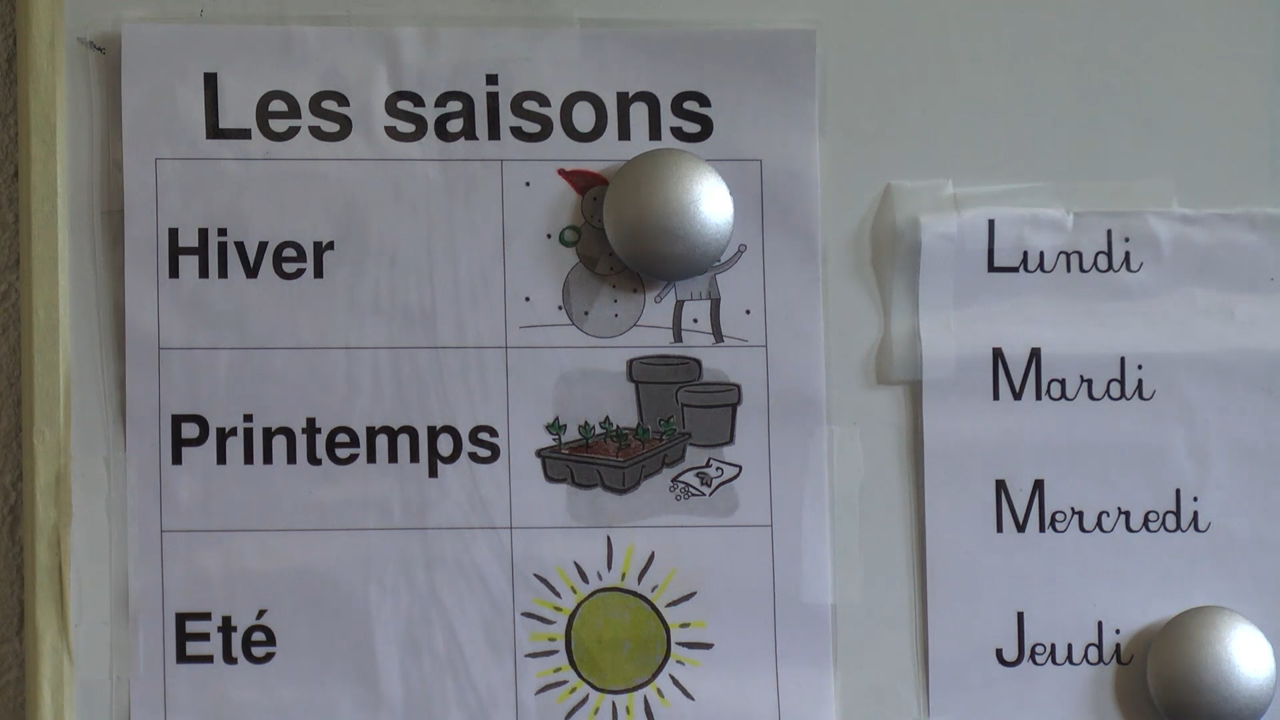 Les saisons
Hiver
Printemps
Eté
Lundi
Mardi
Mercredi
Jeudi